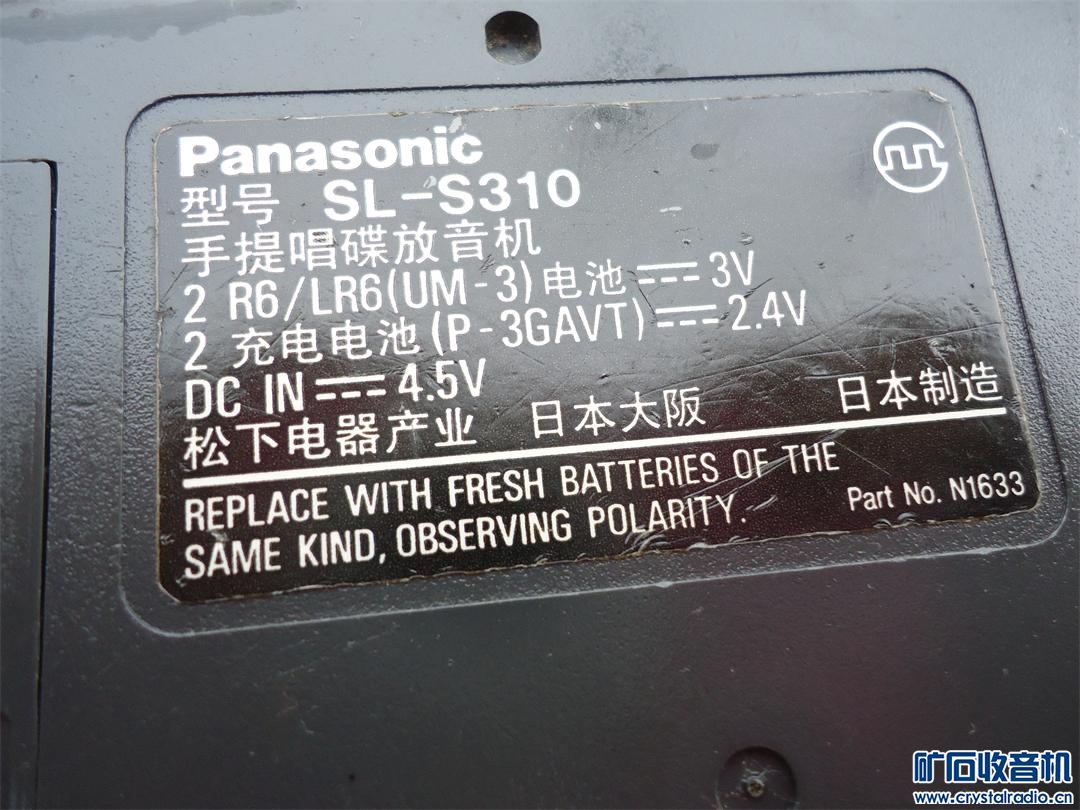 Panasonic
型号 SL-S310
手提唱碟放音机
2 R6/LR6(UM-3)电池 ⎓ 3V
2 充电电池(P-3GAVT) ⎓ 2.4V
DC IN ⎓ 4.5V
松下电器产业 日本大阪 日本制造
REPLACE WITH FRESH BATTERIES OF THE
SAME KIND, OBSERVING POLARITY.
Part No. N1633
矿石收音机
www.crystalradio.cn